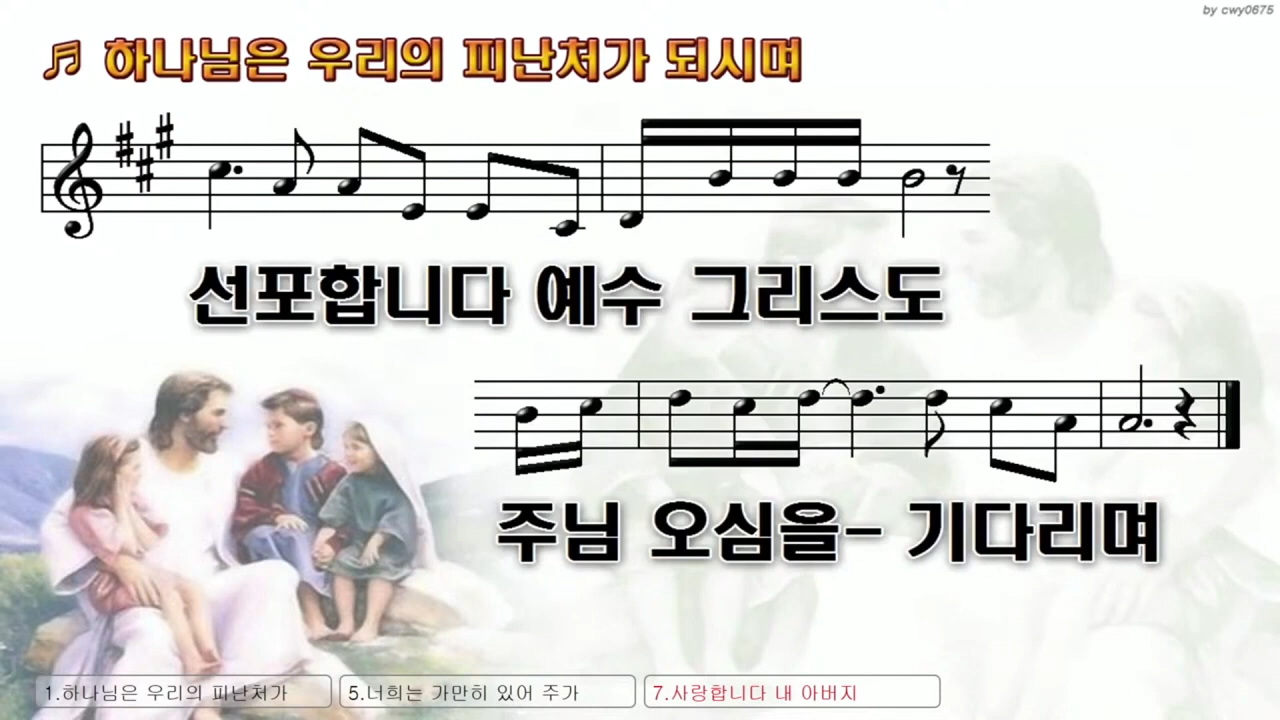 by cwy0675
♬ 하나님은 우리의 피난처가 되시며
선포합니다 예수 그리스도
주님 오심을- 기다리며
1.하나님은 우리의 피난처가
5.너희는 가만히 있어 주가
7.사랑합니다 내 아버지